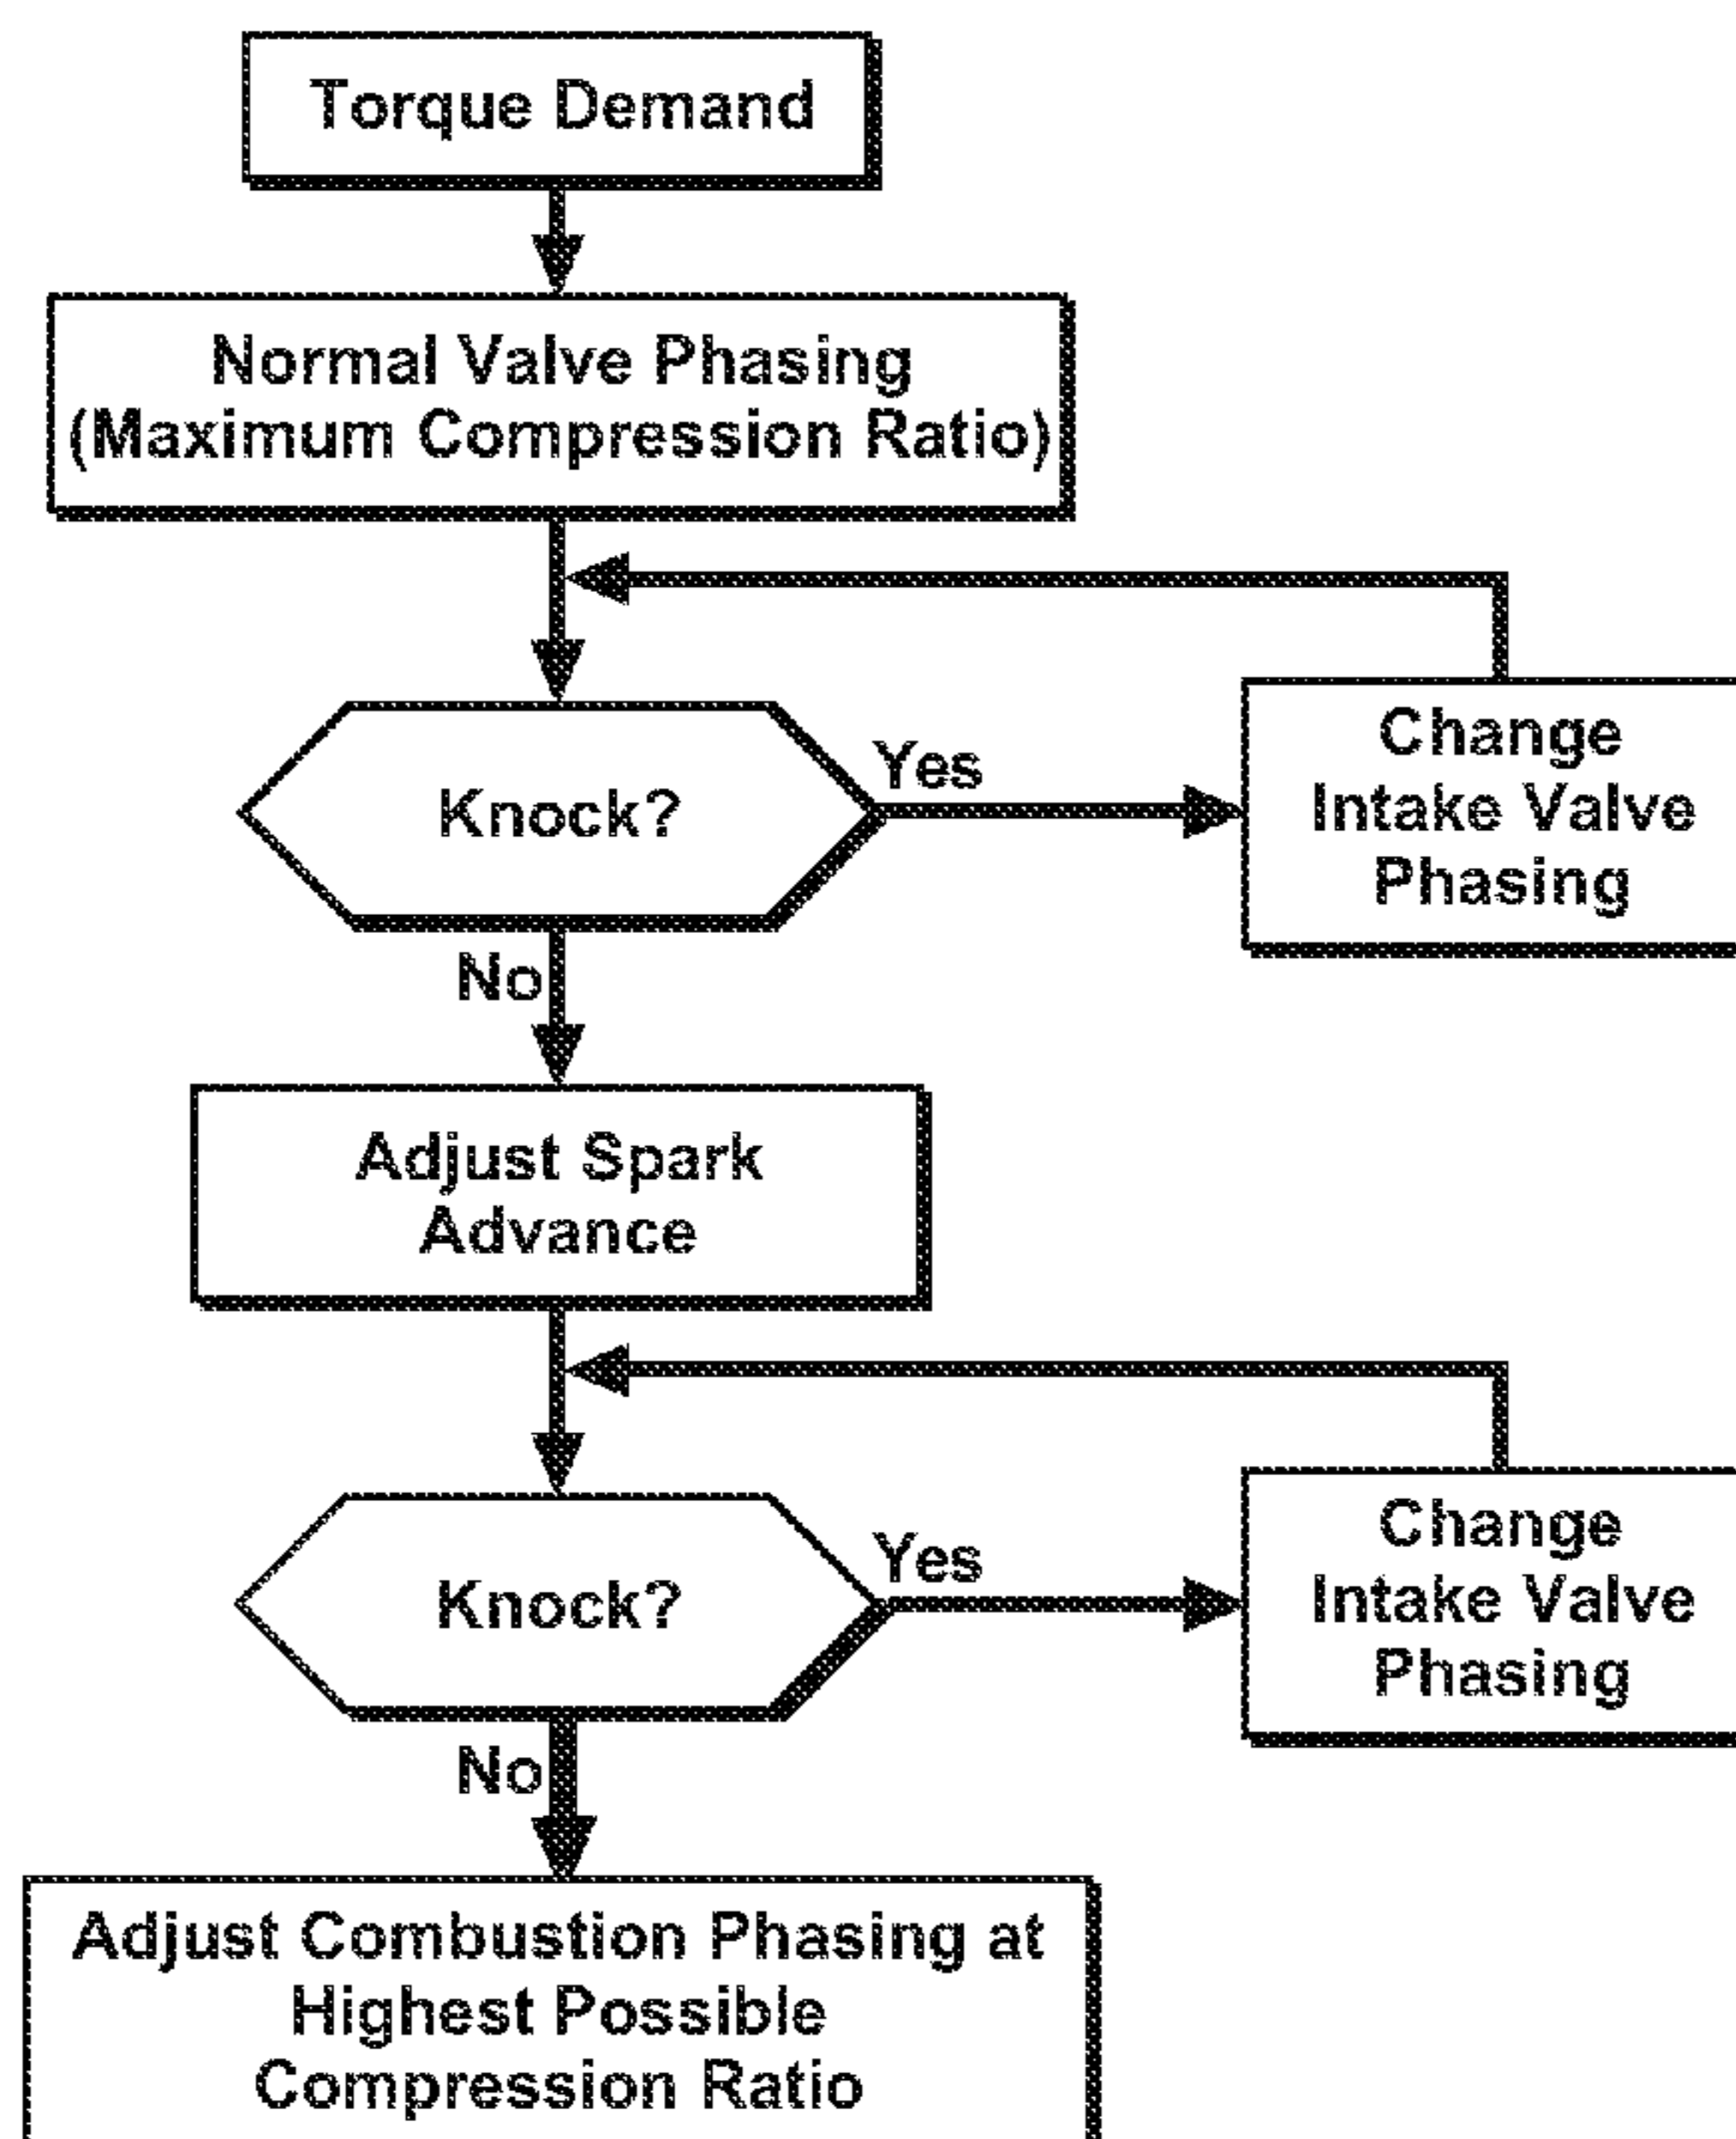 Torque Demand
Normal Valve Phasing
(Maximum Compression Ratio)
Knock?
Yes
Change
Intake Valve
Phasing
No
Adjust Spark
Advance
Knock?
Yes
Change
Intake Valve
Phasing
No
Adjust Combustion Phasing at
Highest Possible
Compression Ratio